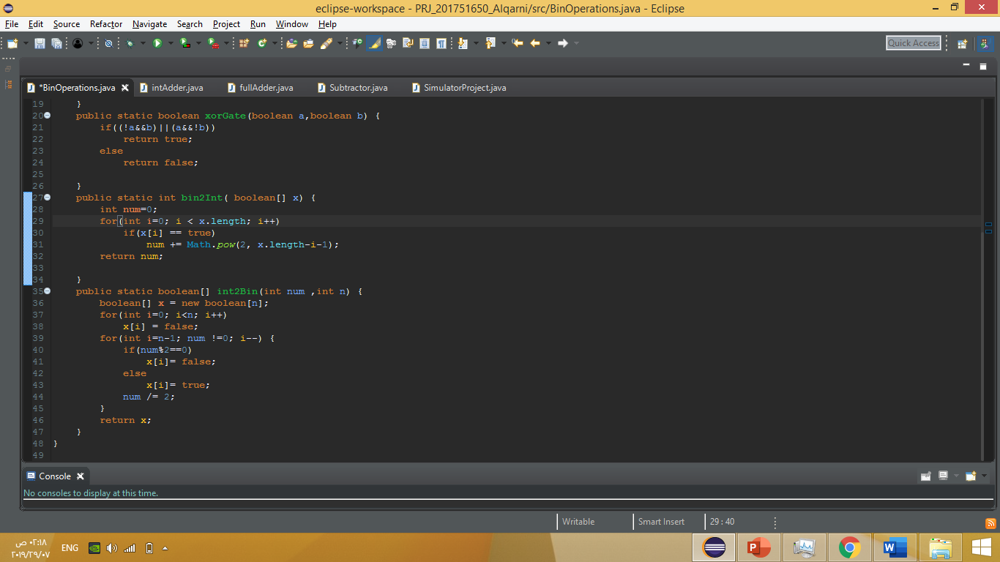 eclipse-workspace - PRJ_201751650_Alqarni/src/BinOperations.java - Eclipse
File Edit Source Refactor Navigate Search Project Run Window Help
Quick Access
*BinOperations.java intAdder.java fullAdder.java Subtractor.java SimulatorProject.java
19 }
20 public static boolean xorGate(boolean a,boolean b) {
21 if((!a&&b)||(a&&!b))
22 return true;
23 else
24 return false;
25
26 }
27 public static int bin2Int( boolean[] x) {
28 int num=0;
29 for(int i=0; i < x.length; i++)
30 if(x[i] == true)
31 num += Math.pow(2, x.length-i-1);
32 return num;
33
34 }
35 public static boolean[] int2Bin(int num ,int n) {
36 boolean[] x = new boolean[n];
37 for(int i=0; i<n; i++)
38 x[i] = false;
39 for(int i=n-1; num !=0; i--) {
40 if(num%2==0)
41 x[i]= false;
42 else
43 x[i]= true;
44 num /= 2;
45 }
46 return x;
47 }
48 }
49
Console
No consoles to display at this time.
Writable Smart Insert 29 : 40
٠٢:١٨ ص
ENG
٢٠١٩/٢٩/٠٧